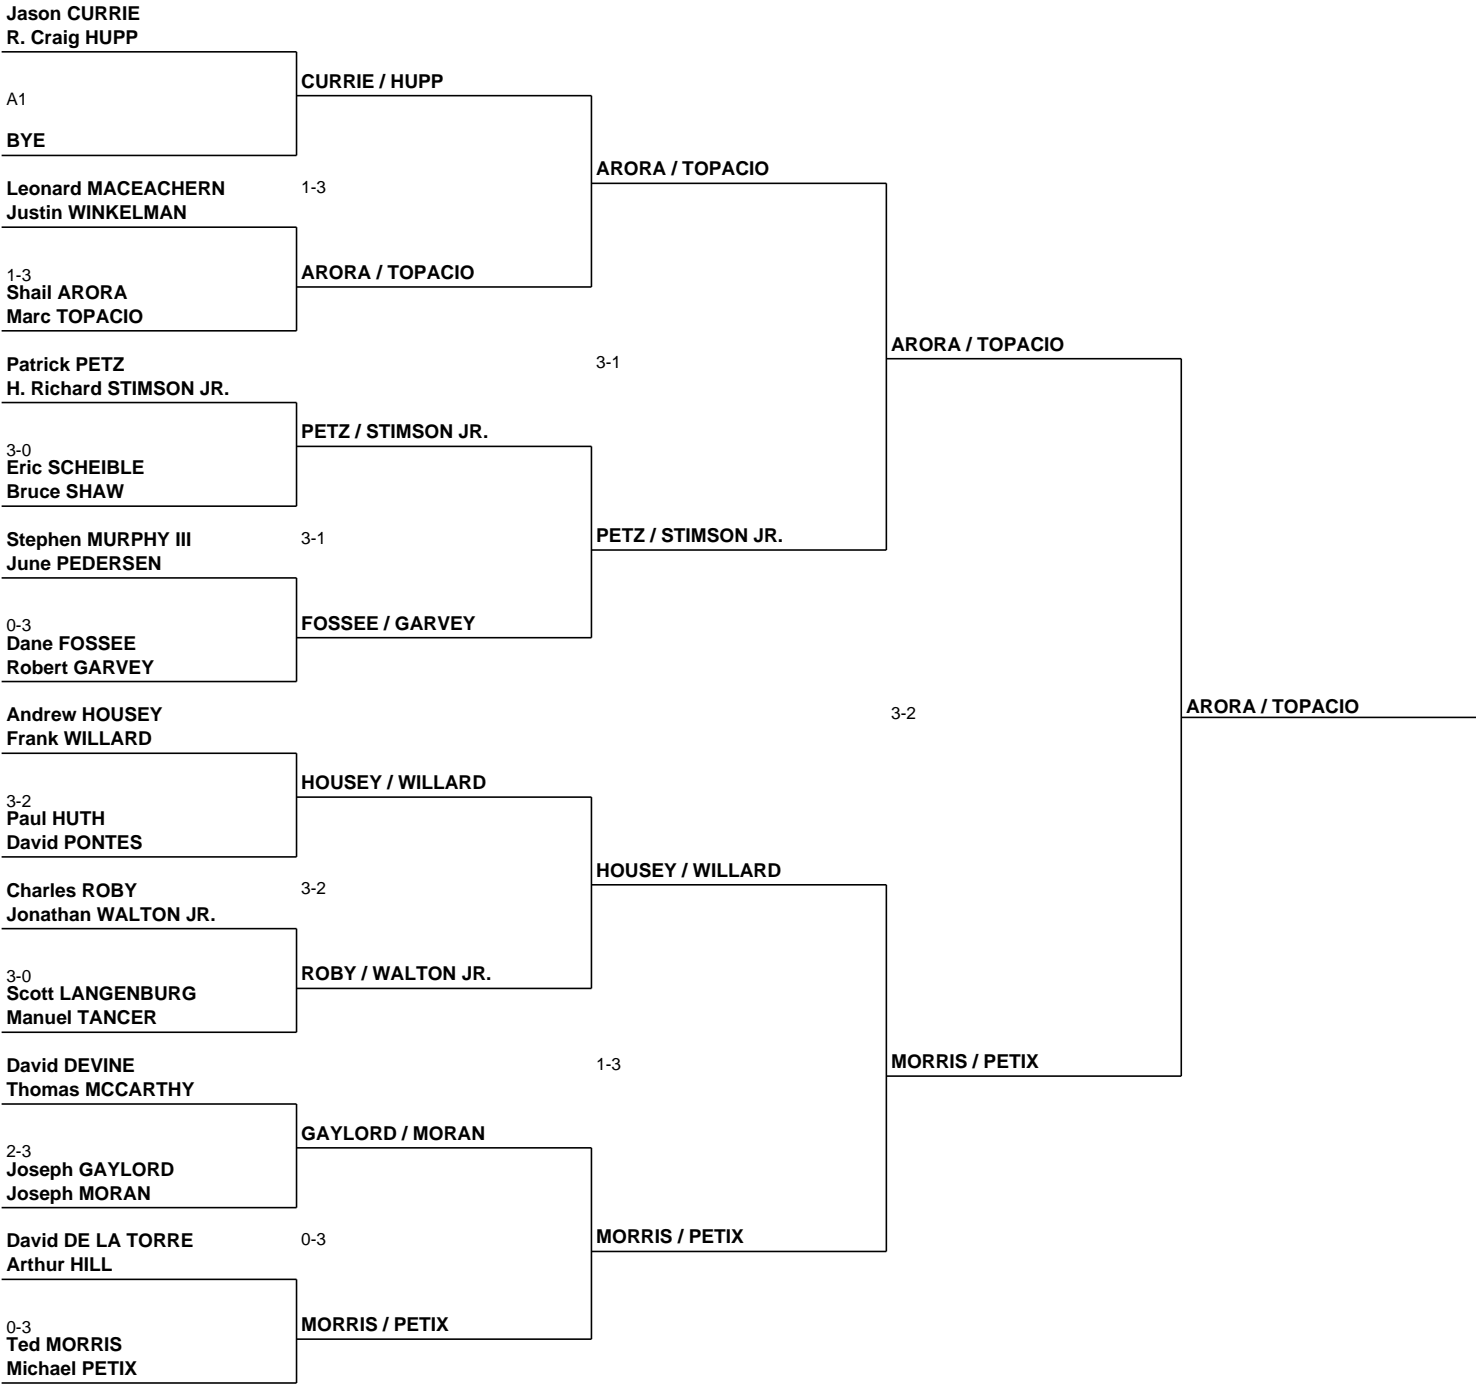 Jason CURRIE
R. Craig HUPP
A1
BYE
Leonard MACEACHERN
Justin WINKELMAN
1-3
Shail ARORA
Marc TOPACIO
Patrick PETZ
H. Richard STIMSON JR.
3-0
Eric SCHEIBLE
Bruce SHAW
Stephen MURPHY III
June PEDERSEN
0-3
Dane FOSSEE
Robert GARVEY
Andrew HOUSEY
Frank WILLARD
3-2
Paul HUTH
David PONTES
Charles ROBY
Jonathan WALTON JR.
3-0
Scott LANGENBURG
Manuel TANCER
David DEVINE
Thomas MCCARTHY
2-3
Joseph GAYLORD
Joseph MORAN
David DE LA TORRE
Arthur HILL
0-3
Ted MORRIS
Michael PETIX
CURRIE / HUPP
1-3
ARORA / TOPACIO
PETZ / STIMSON JR.
3-1
FOSSEE / GARVEY
HOUSEY / WILLARD
3-2
ROBY / WALTON JR.
GAYLORD / MORAN
0-3
MORRIS / PETIX
ARORA / TOPACIO
3-1
PETZ / STIMSON JR.
HOUSEY / WILLARD
1-3
MORRIS / PETIX
ARORA / TOPACIO
3-2
MORRIS / PETIX
ARORA / TOPACIO